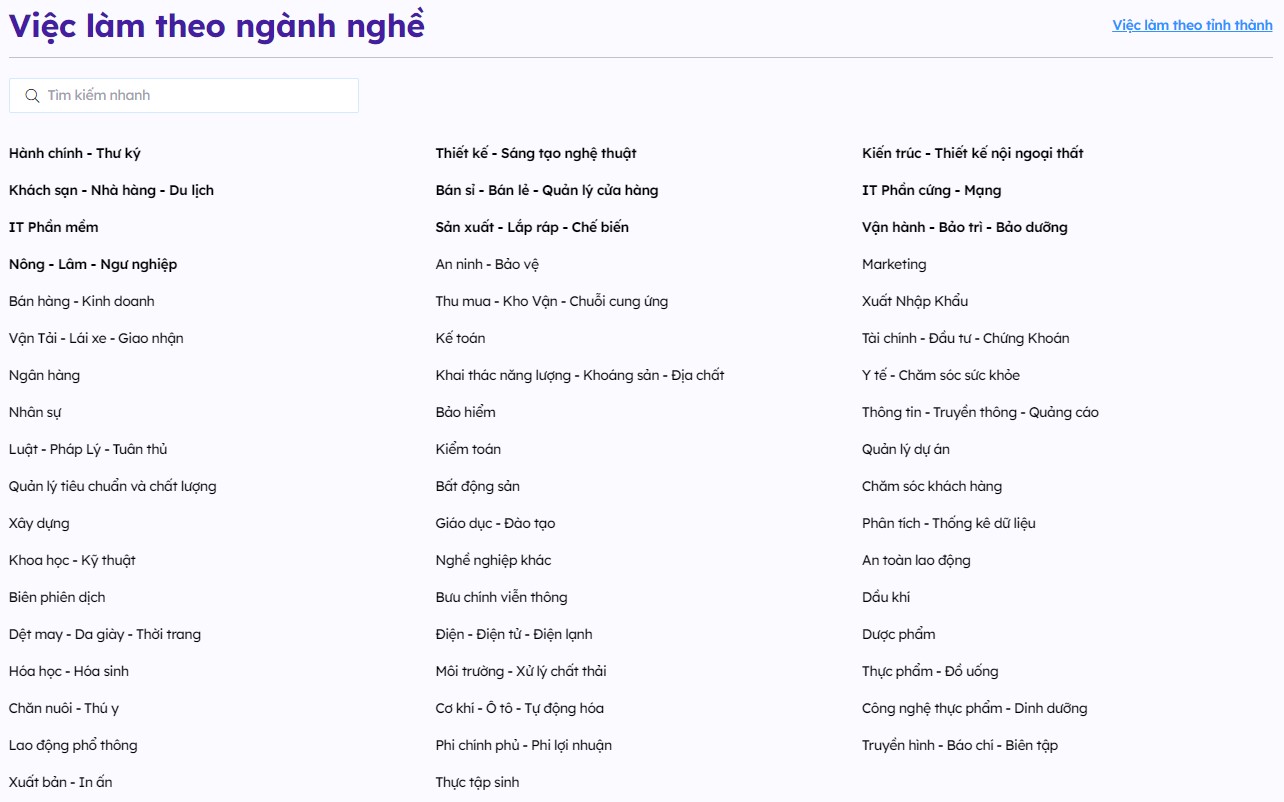 Việc làm theo ngành nghề
Việc làm theo tỉnh thành
Tìm kiếm nhanh
Hành chính - Thư ký
Thiết kế - Sáng tạo nghệ thuật
Kiến trúc - Thiết kế nội ngoại thất
Khách sạn - Nhà hàng - Du lịch
Bán sỉ - Bán lẻ - Quản lý cửa hàng
IT Phần cứng - Mạng
IT Phần mềm
Sản xuất - Lắp ráp - Chế biến
Vận hành - Bảo trì - Bảo dưỡng
Nông - Lâm - Ngư nghiệp
An ninh - Bảo vệ
Marketing
Bán hàng - Kinh doanh
Thu mua - Kho Vận - Chuỗi cung ứng
Xuất Nhập Khẩu
Vận Tải - Lái xe - Giao nhận
Kế toán
Tài chính - Đầu tư - Chứng Khoán
Ngân hàng
Khai thác năng lượng - Khoáng sản - Địa chất
Y tế - Chăm sóc sức khỏe
Nhân sự
Bảo hiểm
Thông tin - Truyền thông - Quảng cáo
Luật - Pháp Lý - Tuân thủ
Kiểm toán
Quản lý dự án
Quản lý tiêu chuẩn và chất lượng
Bất động sản
Chăm sóc khách hàng
Xây dựng
Giáo dục - Đào tạo
Phân tích - Thống kê dữ liệu
Khoa học - Kỹ thuật
Nghề nghiệp khác
An toàn lao động
Biên phiên dịch
Bưu chính viễn thông
Dầu khí
Dệt may - Da giày - Thời trang
Điện - Điện tử - Điện lạnh
Dược phẩm
Hóa học - Hóa sinh
Môi trường - Xử lý chất thải
Thực phẩm - Đồ uống
Chăn nuôi - Thú y
Cơ khí - Ô tô - Tự động hóa
Công nghệ thực phẩm - Dinh dưỡng
Lao động phổ thông
Phi chính phủ - Phi lợi nhuận
Truyền hình - Báo chí - Biên tập
Xuất bản - In ấn
Thực tập sinh